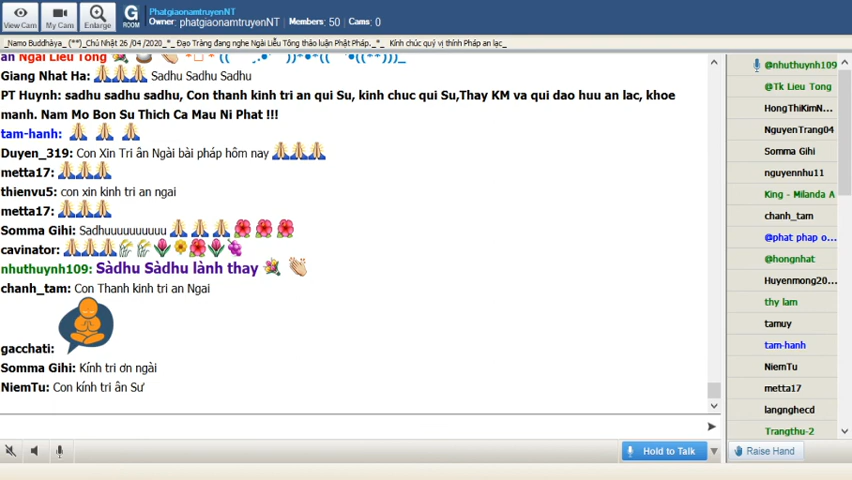 View Cam
My Cam
Enlarge
G
ROOM
PhatgiaonamtruyenNT
Owner: phatgiaonamtruyenNT Members: 50 Cams: 0
_Namo Buddhàya_ (**)_Chủ Nhật 26 /04 /2020_*_ Đạo Tràng đang nghe Ngài Liễu Tông thảo luận Phật Pháp._*_ Kính chúc quý vị thính Pháp an lạc_
ân Ngài Liễu Tông
Giang Nhat Ha: Sadhu Sadhu Sadhu
PT Huynh: sadhu sadhu sadhu, Con thanh kinh tri an qui Su, kinh chuc qui Su,Thay KM va qui dao huu an lac, khoe
manh. Nam Mo Bon Su Thich Ca Mau Ni Phat !!!
tam-hanh:
Duyen_319: Con Xin Tri ân Ngài bài pháp hôm nay
metta17:
thienvu5: con xin kinh tri an ngai
metta17:
Somma Gihi: Sadhuuuuuuuuuu
cavinator:
nhuthuynh109: Sàdhu Sàdhu lành thay
chanh_tam: Con Thanh kinh tri an Ngai
gacchati:
Somma Gihi: Kính tri ơn ngài
NiemTu: Con kính tri ân Sư
@nhuthuynh109
@Tk Lieu Tong
HongThiKimN...
NguyenTrang04
Somma Gihi
nguyennhu11
King - Milanda A
chanh_tam
@phat phap o...
@hongnhat
Huyenmong20...
thy lam
tamuy
tam-hanh
NiemTu
metta17
langnghecd
Trangthu-2
Hold to Talk
Raise Hand